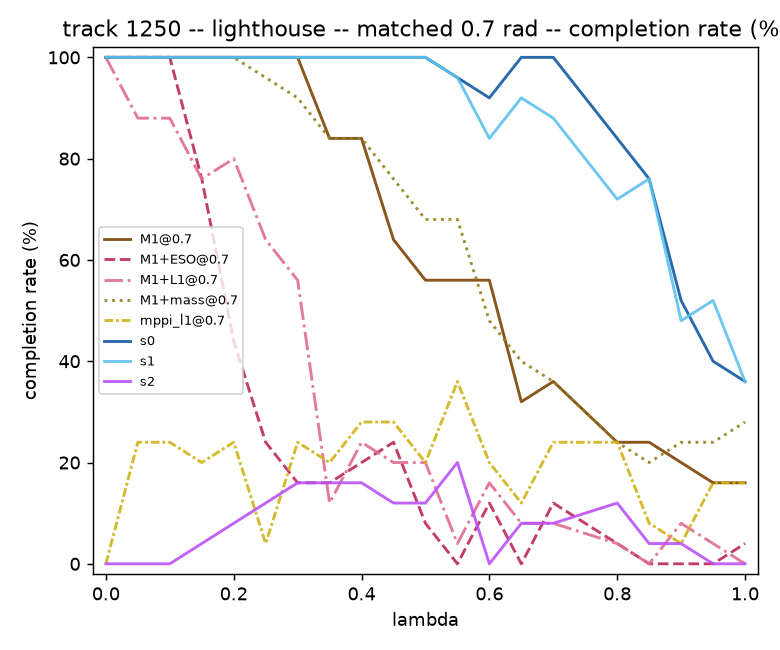 track 1250 -- lighthouse -- matched 0.7 rad -- completion rate (%
completion rate (%)
100
80
60
40
20
0
M1@0.7
M1+ESO@0.7
M1+L1@0.7
M1+mass@0.7
mppi_l1@0.7
s0
s1
s2
0.0 0.2 0.4 0.6 0.8 1.0
lambda